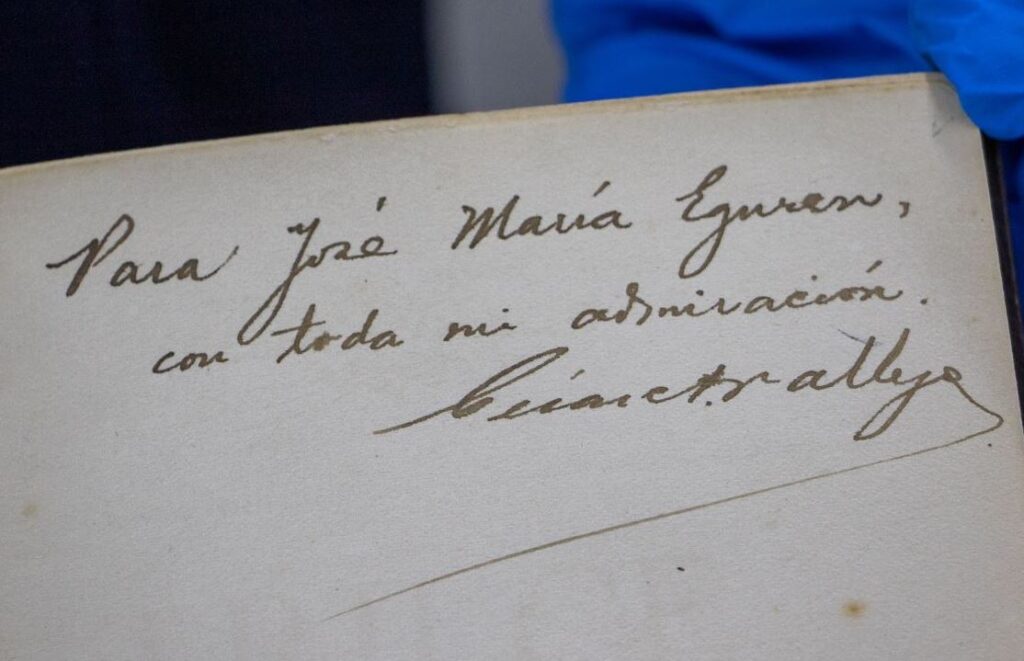 Para José María Eguren,
con toda mi admiración.
César A. Vallejo